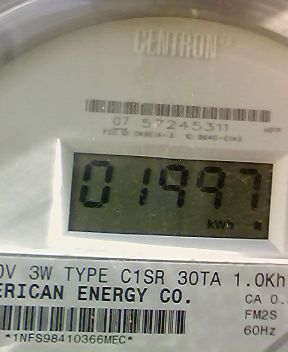 CENTRON®
07 57245311
01997
kWh
0V 3W TYPE C1SR 30TA 1.0Kh
ERICAN ENERGY CO.
CA 0.
FM2S
60Hz
*1NFS98410366MEC*